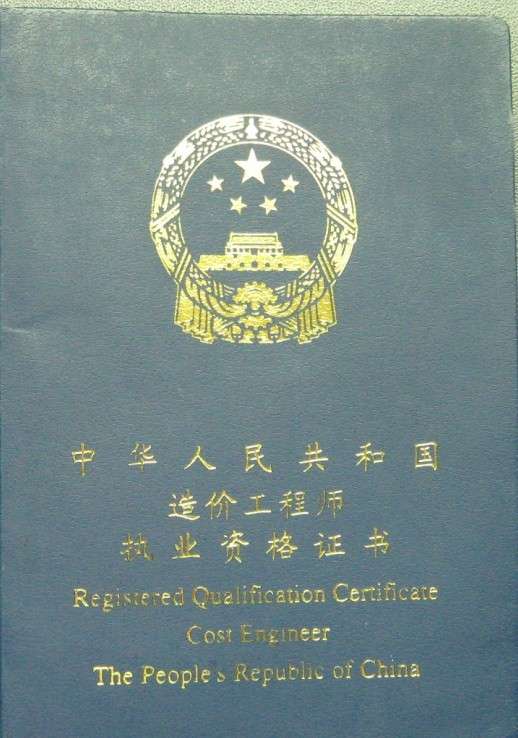 中华人民共和国
造价工程师
执业资格证书
Registered Qualification Certificate
Cost Engineer
The People's Republic of China